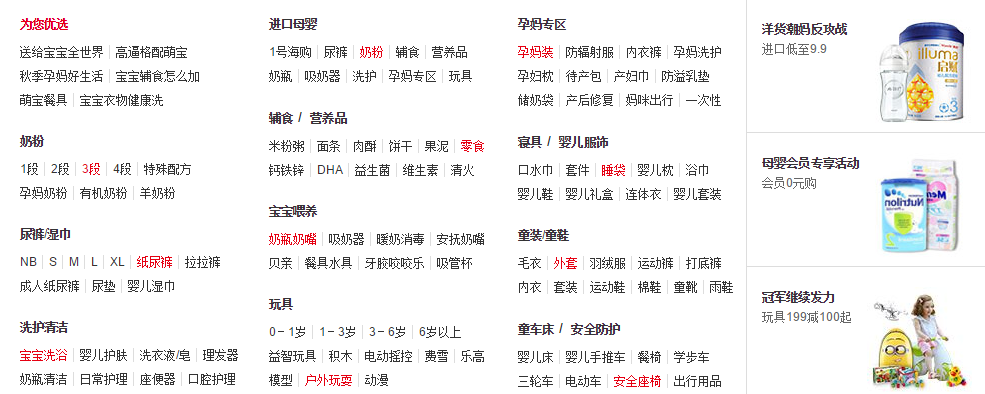 为您优选
送给宝宝全世界 高逼格配萌宝
秋季孕妈好生活 宝宝辅食怎么加
萌宝餐具 宝宝衣物健康洗
奶粉
1段 2段 3段 4段 特殊配方
孕妈奶粉 有机奶粉 羊奶粉
尿裤/湿巾
NB S M L XL 纸尿裤 拉拉裤
成人纸尿裤 尿垫 婴儿湿巾
洗护清洁
宝宝洗浴 婴儿护肤 洗衣液/皂 理发器
奶瓶清洁 日常护理 座便器 口腔护理
进口母婴
1号海购 尿裤 奶粉 辅食 营养品
奶瓶 吸奶器 洗护 孕妈专区 玩具
辅食 / 营养品
米粉粥 面条 肉酥 饼干 果泥 零食
钙铁锌 DHA 益生菌 维生素 清火
宝宝喂养
奶瓶奶嘴 吸奶器 暖奶消毒 安抚奶嘴
贝亲 餐具水具 牙胶咬咬乐 吸管杯
玩具
0－1岁 1－3岁 3－6岁 6岁以上
益智玩具 积木 电动摇控 费雪 乐高
模型 户外玩耍 动漫
孕妈专区
孕妈装 防辐射服 内衣裤 孕妈洗护
孕妇枕 待产包 产妇巾 防溢乳垫
储奶袋 产后修复 妈咪出行 一次性
寝具 / 婴儿服饰
口水巾 套件 睡袋 婴儿枕 浴巾
婴儿鞋 婴儿礼盒 连体衣 婴儿套装
童装/童鞋
毛衣 外套 羽绒服 运动裤 打底裤
内衣 套装 运动鞋 棉鞋 童靴 雨鞋
童车床 / 安全防护
婴儿床 婴儿手推车 餐椅 学步车
三轮车 电动车 安全座椅 出行用品
洋货翱妈反攻战
进口低至9.9
illuma
启赋
3
母婴会员专享活动
会员0元购
Nutrilon
2
冠军继续发力
玩具199减100起